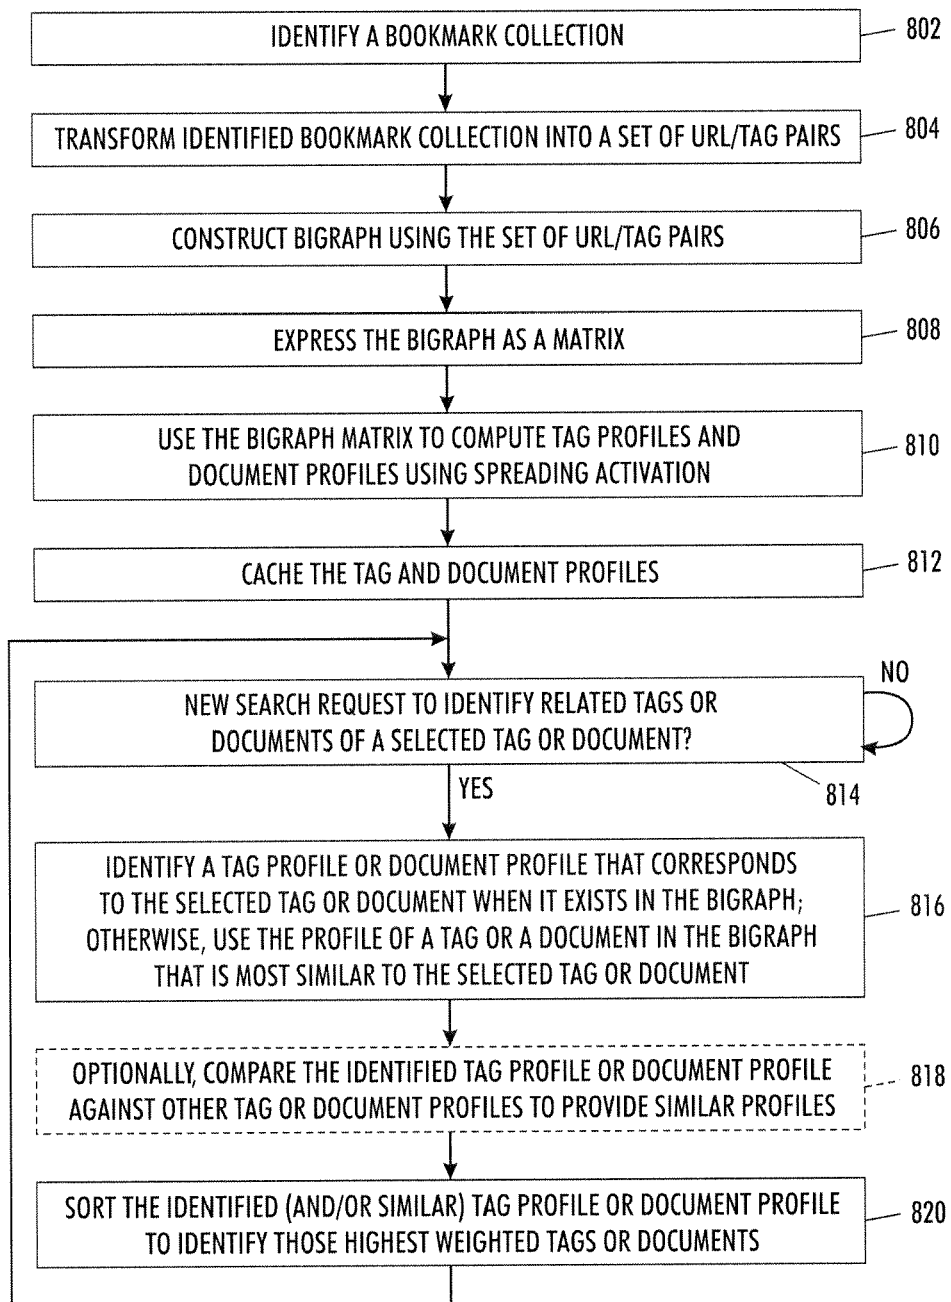 IDENTIFY A BOOKMARK COLLECTION
802
TRANSFORM IDENTIFIED BOOKMARK COLLECTION INTO A SET OF URL/TAG PAIRS
804
CONSTRUCT BIGRAPH USING THE SET OF URL/TAG PAIRS
806
EXPRESS THE BIGRAPH AS A MATRIX
808
USE THE BIGRAPH MATRIX TO COMPUTE TAG PROFILES AND
DOCUMENT PROFILES USING SPREADING ACTIVATION
810
CACHE THE TAG AND DOCUMENT PROFILES
812
NEW SEARCH REQUEST TO IDENTIFY RELATED TAGS OR
DOCUMENTS OF A SELECTED TAG OR DOCUMENT?
NO
814
YES
IDENTIFY A TAG PROFILE OR DOCUMENT PROFILE THAT CORRESPONDS
TO THE SELECTED TAG OR DOCUMENT WHEN IT EXISTS IN THE BIGRAPH;
OTHERWISE, USE THE PROFILE OF A TAG OR A DOCUMENT IN THE BIGRAPH
THAT IS MOST SIMILAR TO THE SELECTED TAG OR DOCUMENT
816
OPTIONALLY, COMPARE THE IDENTIFIED TAG PROFILE OR DOCUMENT PROFILE
AGAINST OTHER TAG OR DOCUMENT PROFILES TO PROVIDE SIMILAR PROFILES
818
SORT THE IDENTIFIED (AND/OR SIMILAR) TAG PROFILE OR DOCUMENT PROFILE
TO IDENTIFY THOSE HIGHEST WEIGHTED TAGS OR DOCUMENTS
820